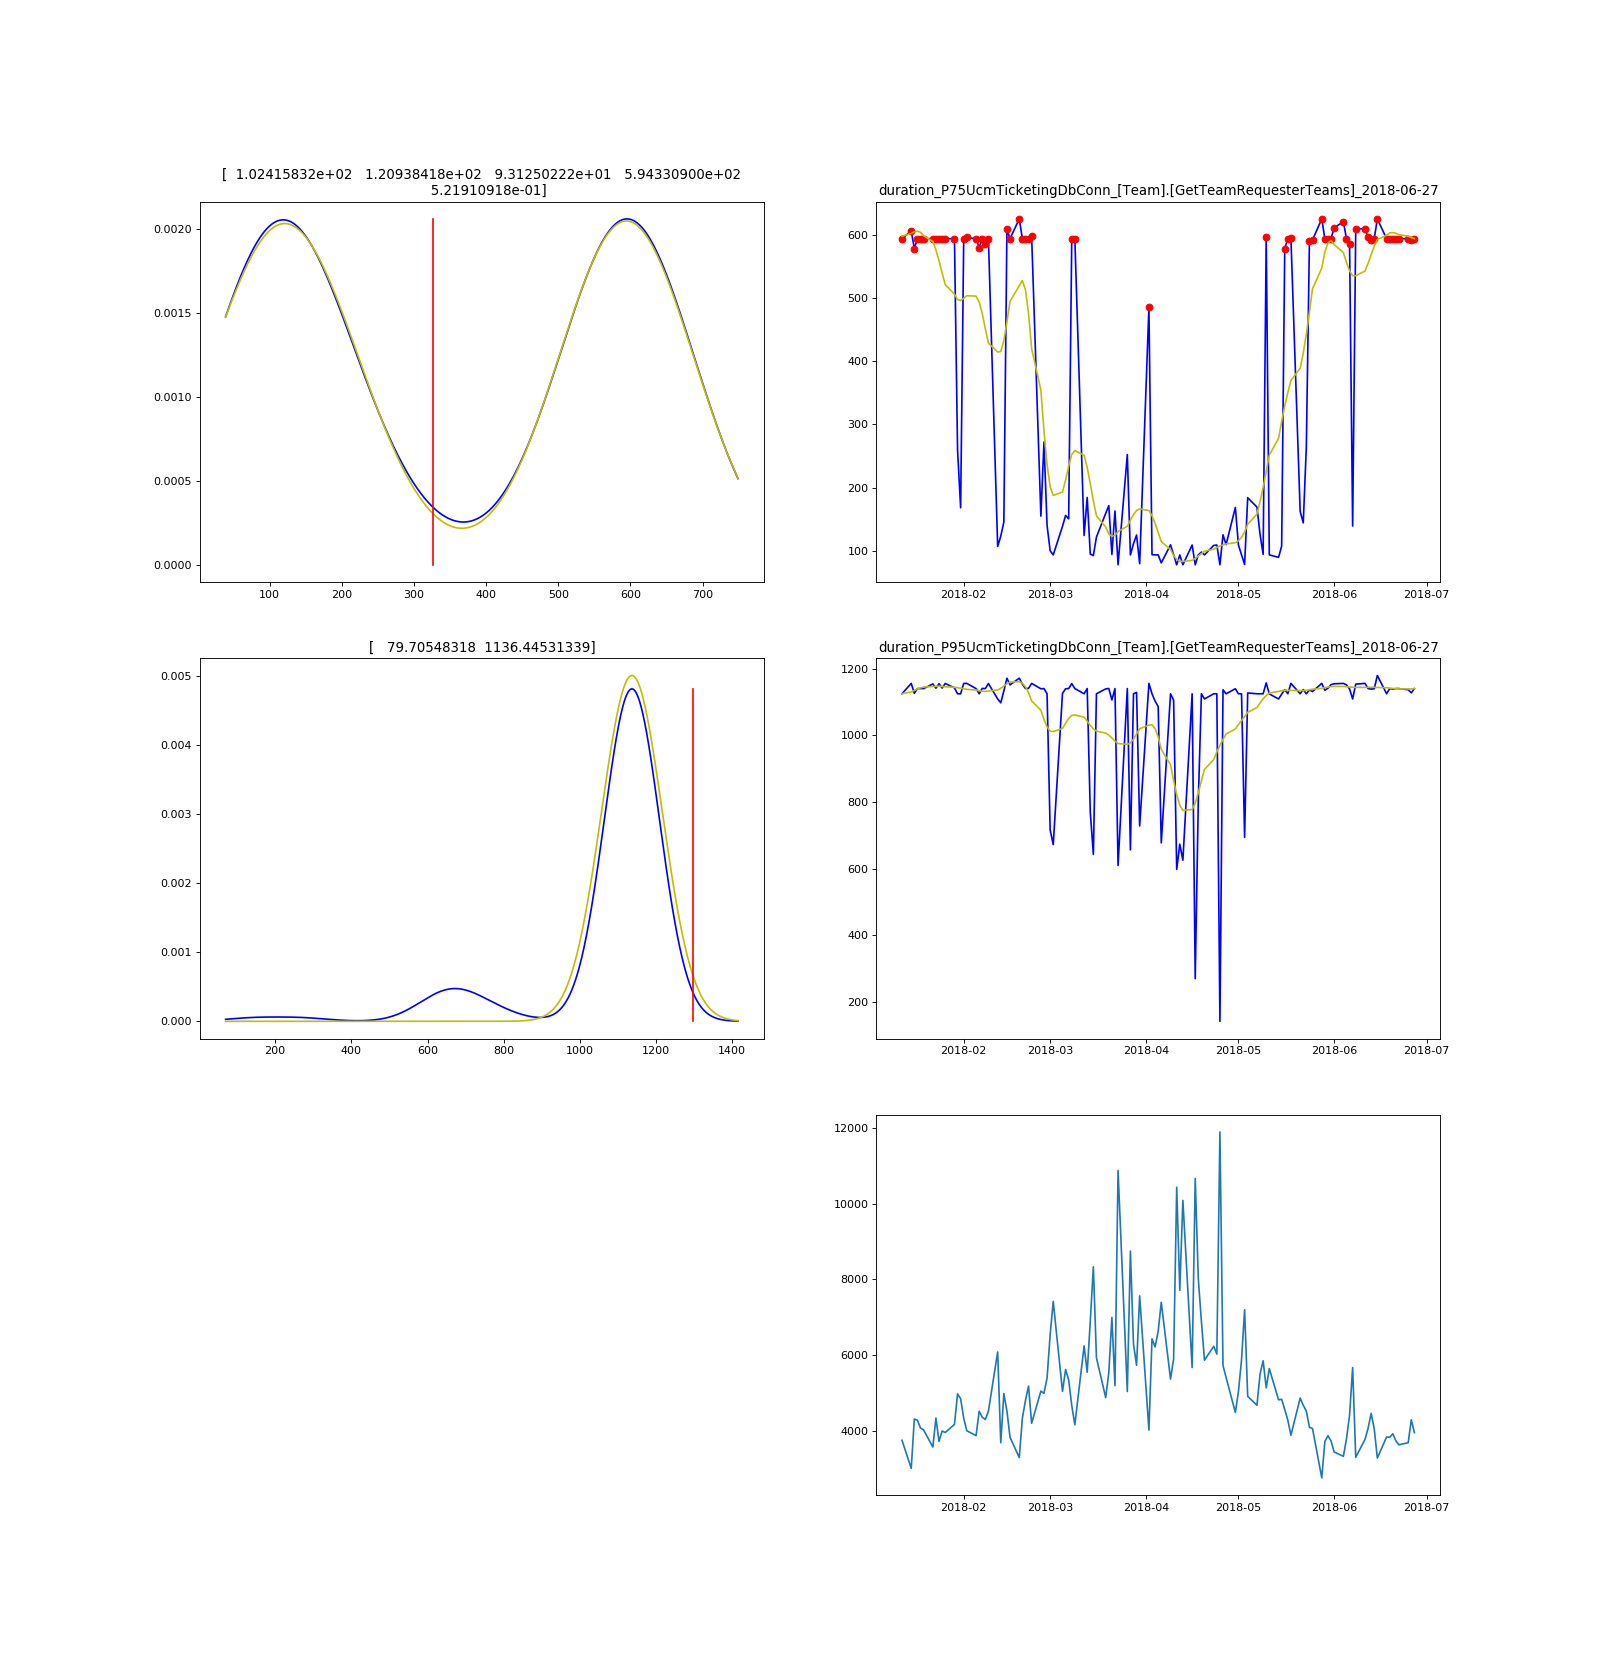 [  1.02415832e+02   1.20938418e+02   9.31250222e+01   5.94330900e+02
5.21910918e-01]
0.0020
0.0015
0.0010
0.0005
0.0000
100 200 300 400 500 600 700
duration_P75UcmTicketingDbConn_[Team].[GetTeamRequesterTeams]_2018-06-27
600
500
400
300
200
100
2018-02 2018-03 2018-04 2018-05 2018-06 2018-07
[   79.70548318  1136.44531339]
0.005
0.004
0.003
0.002
0.001
0.000
200 400 600 800 1000 1200 1400
duration_P95UcmTicketingDbConn_[Team].[GetTeamRequesterTeams]_2018-06-27
1200
1000
800
600
400
200
2018-02 2018-03 2018-04 2018-05 2018-06 2018-07
12000
10000
8000
6000
4000
2018-02 2018-03 2018-04 2018-05 2018-06 2018-07